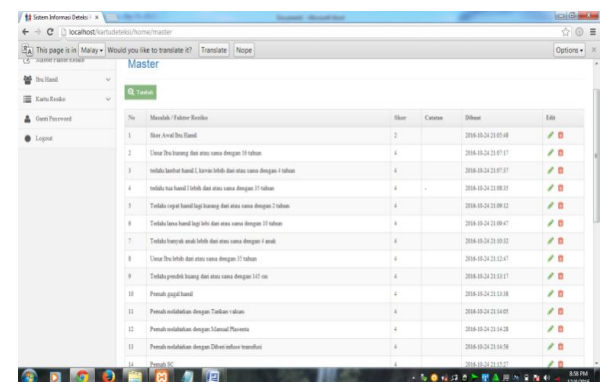 Sistem Informasi Deteksi
localhost/kartudeteksi/home/master
This page is in Malay Would you like to translate it? Translate Nope Options
Master
Ibu Hamil
Kartu Resiko
Ganti Password
Logout
Tambah
No Masalah / Faktor Resiko Skor Catatan Dibuat Edit
1 Skor Awal Ibu Hamil 2 2016-10-24 21:05:48
2 Umur Ibu kurang dari atau sama dengan 16 tahun 4 2016-10-24 21:07:17
3 terlalu lambat hamil I, kawin lebih dari atau sama dengan 4 tahun 4 2016-10-24 21:07:57
4 terlalu tua hamil I lebih dari atau sama dengan 35 tahun 4 - 2016-10-24 21:08:35
5 Terlalu cepat hamil lagi kurang dari atau sama dengan 2 tahun 4 2016-10-24 21:09:12
6 Terlalu lama hamil lagi lebi dari atau sama dengan 10 tahun 4 2016-10-24 21:09:47
7 Terlalu banyak anak lebih dari atau sama dengan 4 anak 4 2016-10-24 21:10:32
8 Umur Ibu lebih dari atau sama dengan 35 tahun 4 2016-10-24 21:12:47
9 Terlalu pendek kurang dari atau sama dengan 145 cm 4 2016-10-24 21:13:17
10 Pernah gagal hamil 4 2016-10-24 21:13:38
11 Pernah melahirkan dengan Tarikan vakum 4 2016-10-24 21:14:05
12 Pernah melahirkan dengan Manual Placenta 4 2016-10-24 21:14:28
13 Pernah melahirkan dengan Diberi infuse transfusi 4 2016-10-24 21:14:58
14 Pernah SC 4 2016-10-24 21:17:27
8:58 PM